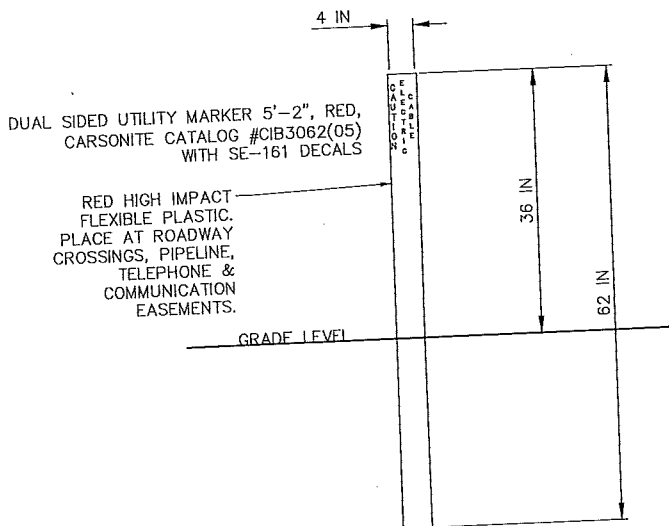 4 IN
DUAL SIDED UTILITY MARKER 5'-2", RED,
CARSONITE CATALOG #CIB3062(05)
WITH SE-161 DECALS
CAUTION
ELECTRIC
CABLE
RED HIGH IMPACT
FLEXIBLE PLASTIC.
PLACE AT ROADWAY
CROSSINGS, PIPELINE,
TELEPHONE &
COMMUNICATION
EASEMENTS.
36 IN
62 IN
GRADE LEVEL